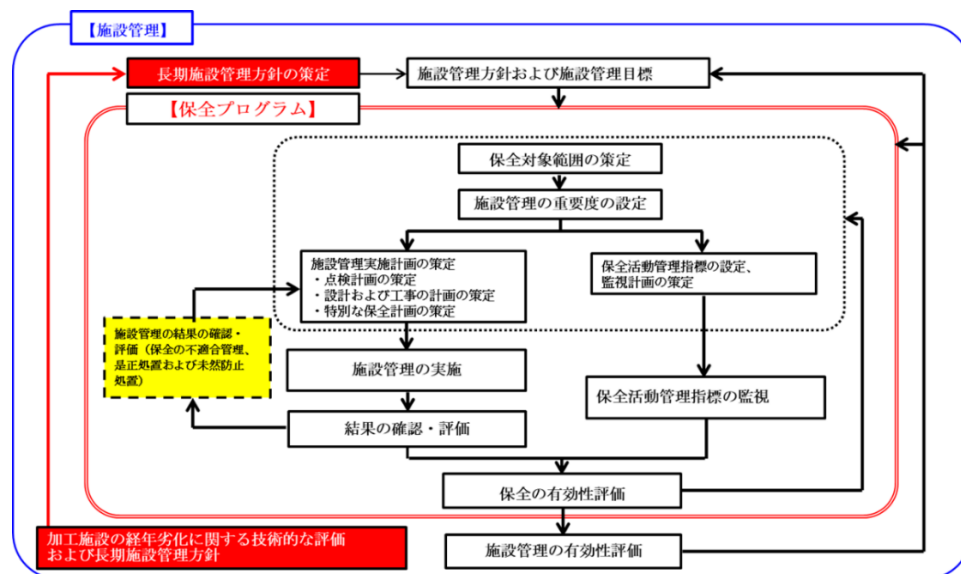 【施設管理】
長期施設管理方針の策定
施設管理方針および施設管理目標
【保全プログラム】
保全対象範囲の策定
施設管理の重要度の設定
施設管理実施計画の策定
・点検計画の策定
・設計および工事の計画の策定
・特別な保全計画の策定
保全活動管理指標の設定、
監視計画の策定
施設管理の結果の確認・
評価（保全の不適合管理、
是正処置および未然防止
処置）
施設管理の実施
保全活動管理指標の監視
結果の確認・評価
保全の有効性評価
加工施設の経年劣化に関する技術的な評価
および長期施設管理方針
施設管理の有効性評価